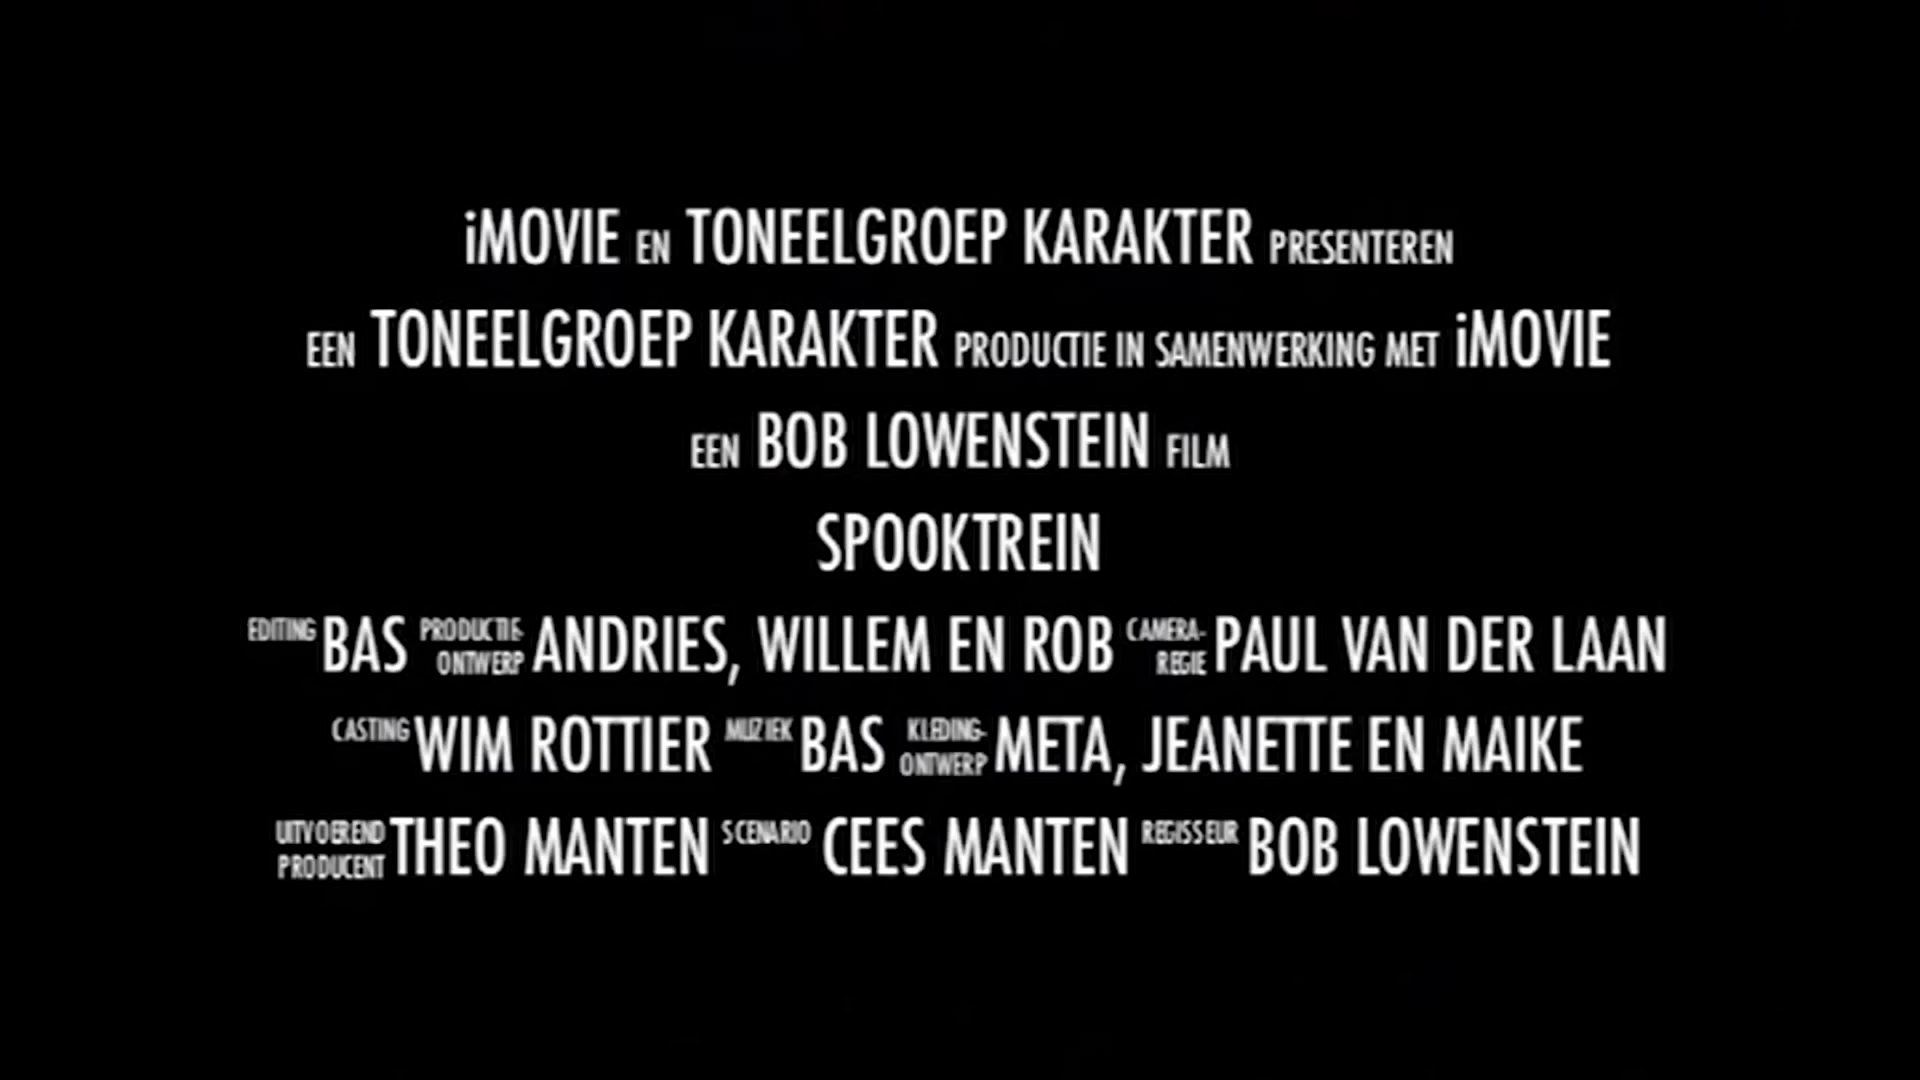 iMOVIE EN TONEELGROEP KARAKTER PRESENTEREN
EEN TONEELGROEP KARAKTER PRODUCTIE IN SAMENWERKING MET iMOVIE
EEN BOB LOWENSTEIN FILM
SPOOKTREIN
EDITING BAS PRODUCTIE-ONTWERP ANDRIES, WILLEM EN ROB CAMERA-REGIE PAUL VAN DER LAAN
CASTING WIM ROTTIER MUZIEK BAS KLEDING-ONTWERP META, JEANETTE EN MAIKE
UITVOEREND PRODUCENT THEO MANTEN SCENARIO CEES MANTEN REGISSEUR BOB LOWENSTEIN